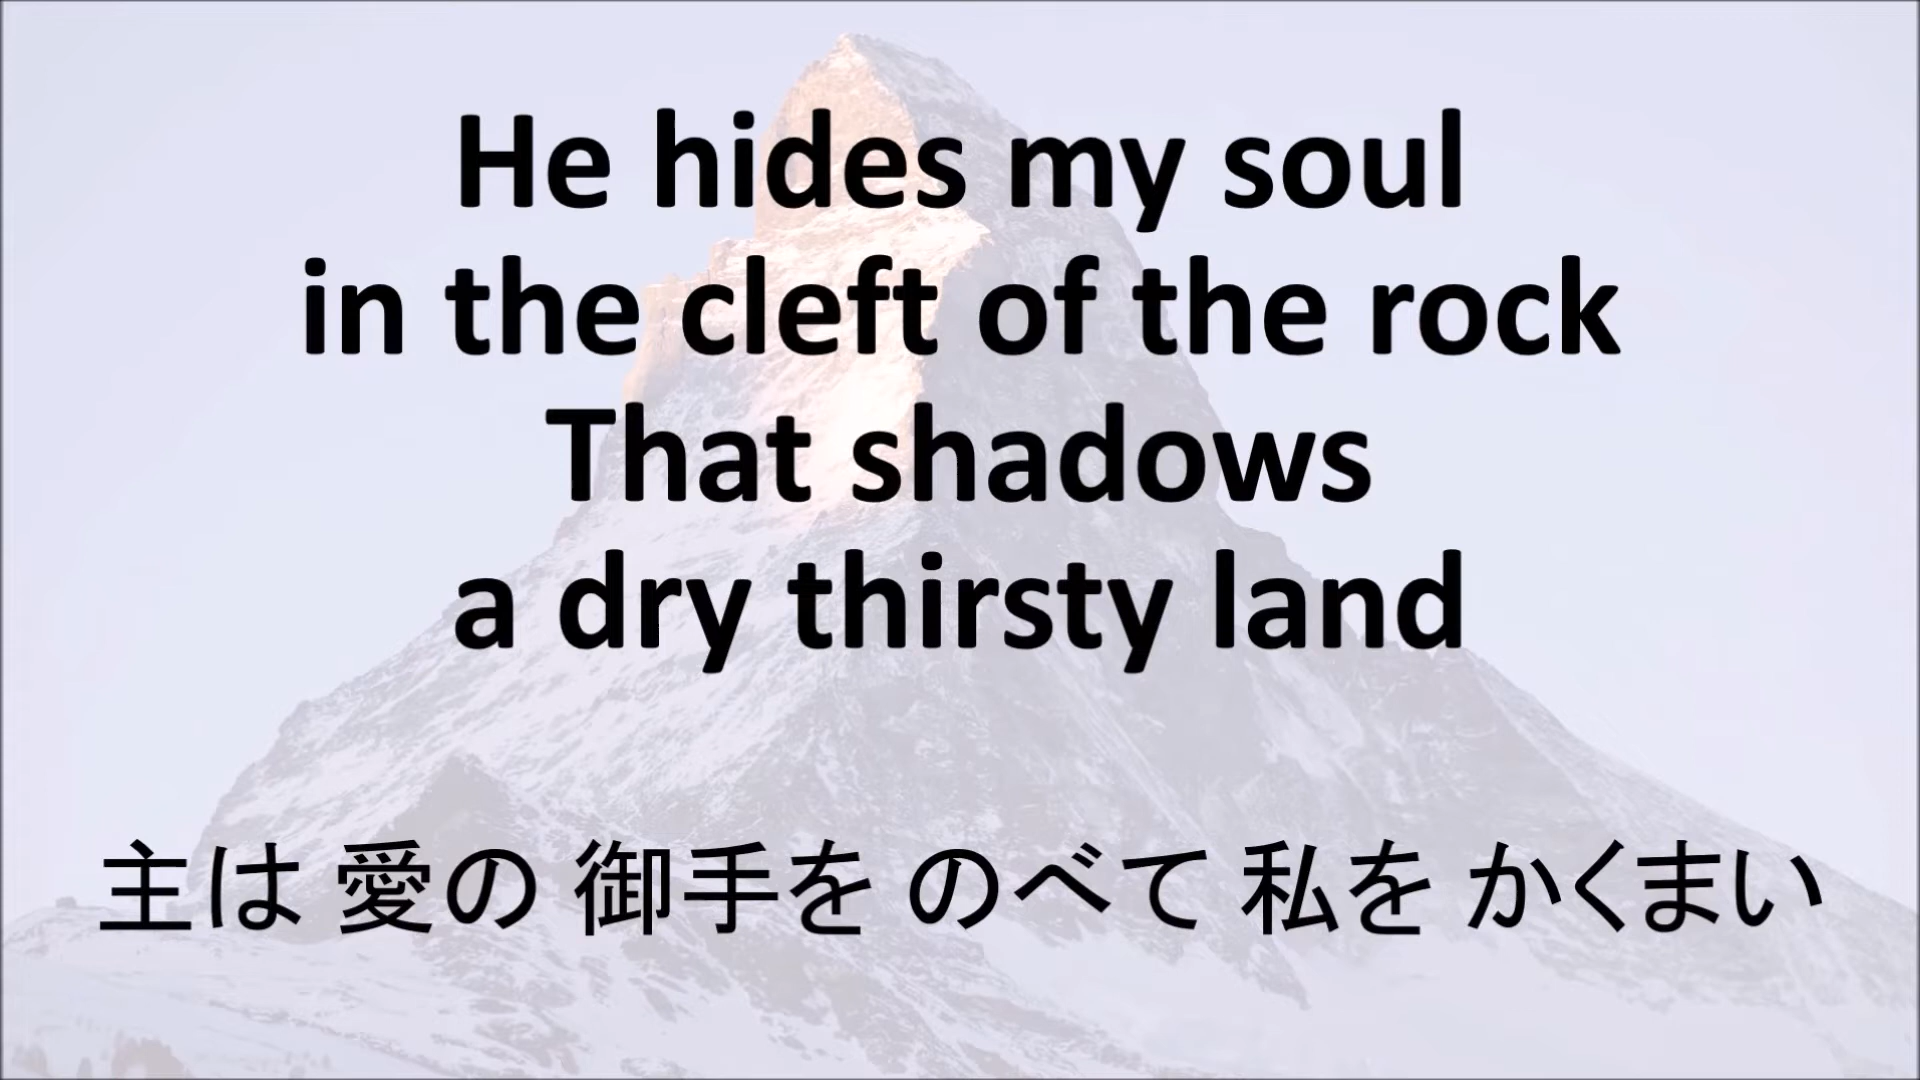 He hides my soul
in the cleft of the rock
That shadows
a dry thirsty land
主は 愛の 御手を のべて 私を かくまい